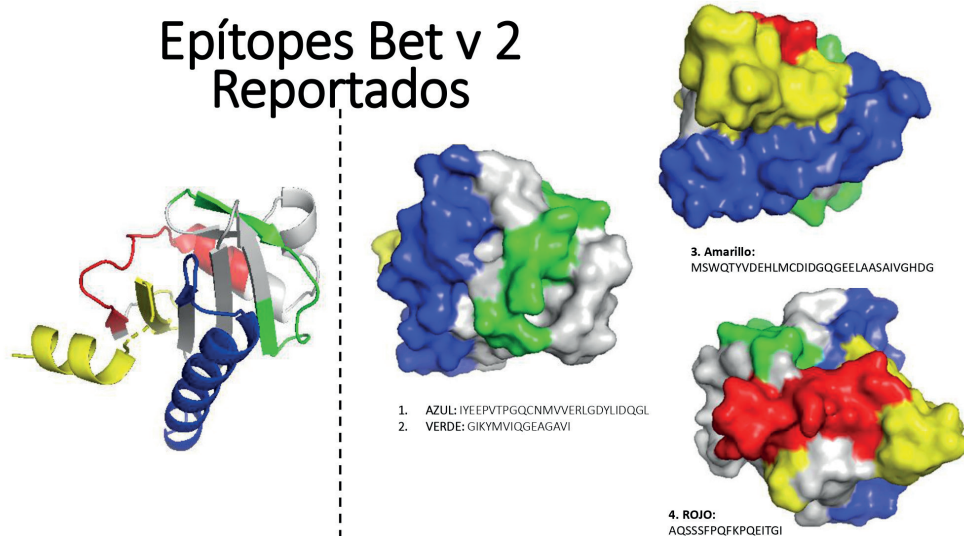 Epítopes Bet v 2
Reportados
1. AZUL: IYEEPVTPGQCNMVVERLGDYLIDQGL
2. VERDE: GIKYMVIQGEAGAVI
3. Amarillo:
MSWQTYVDEHLMCDIDGQGEELAASAIVGHDG
4. ROJO:
AQSSSFPQFKPQEITGI